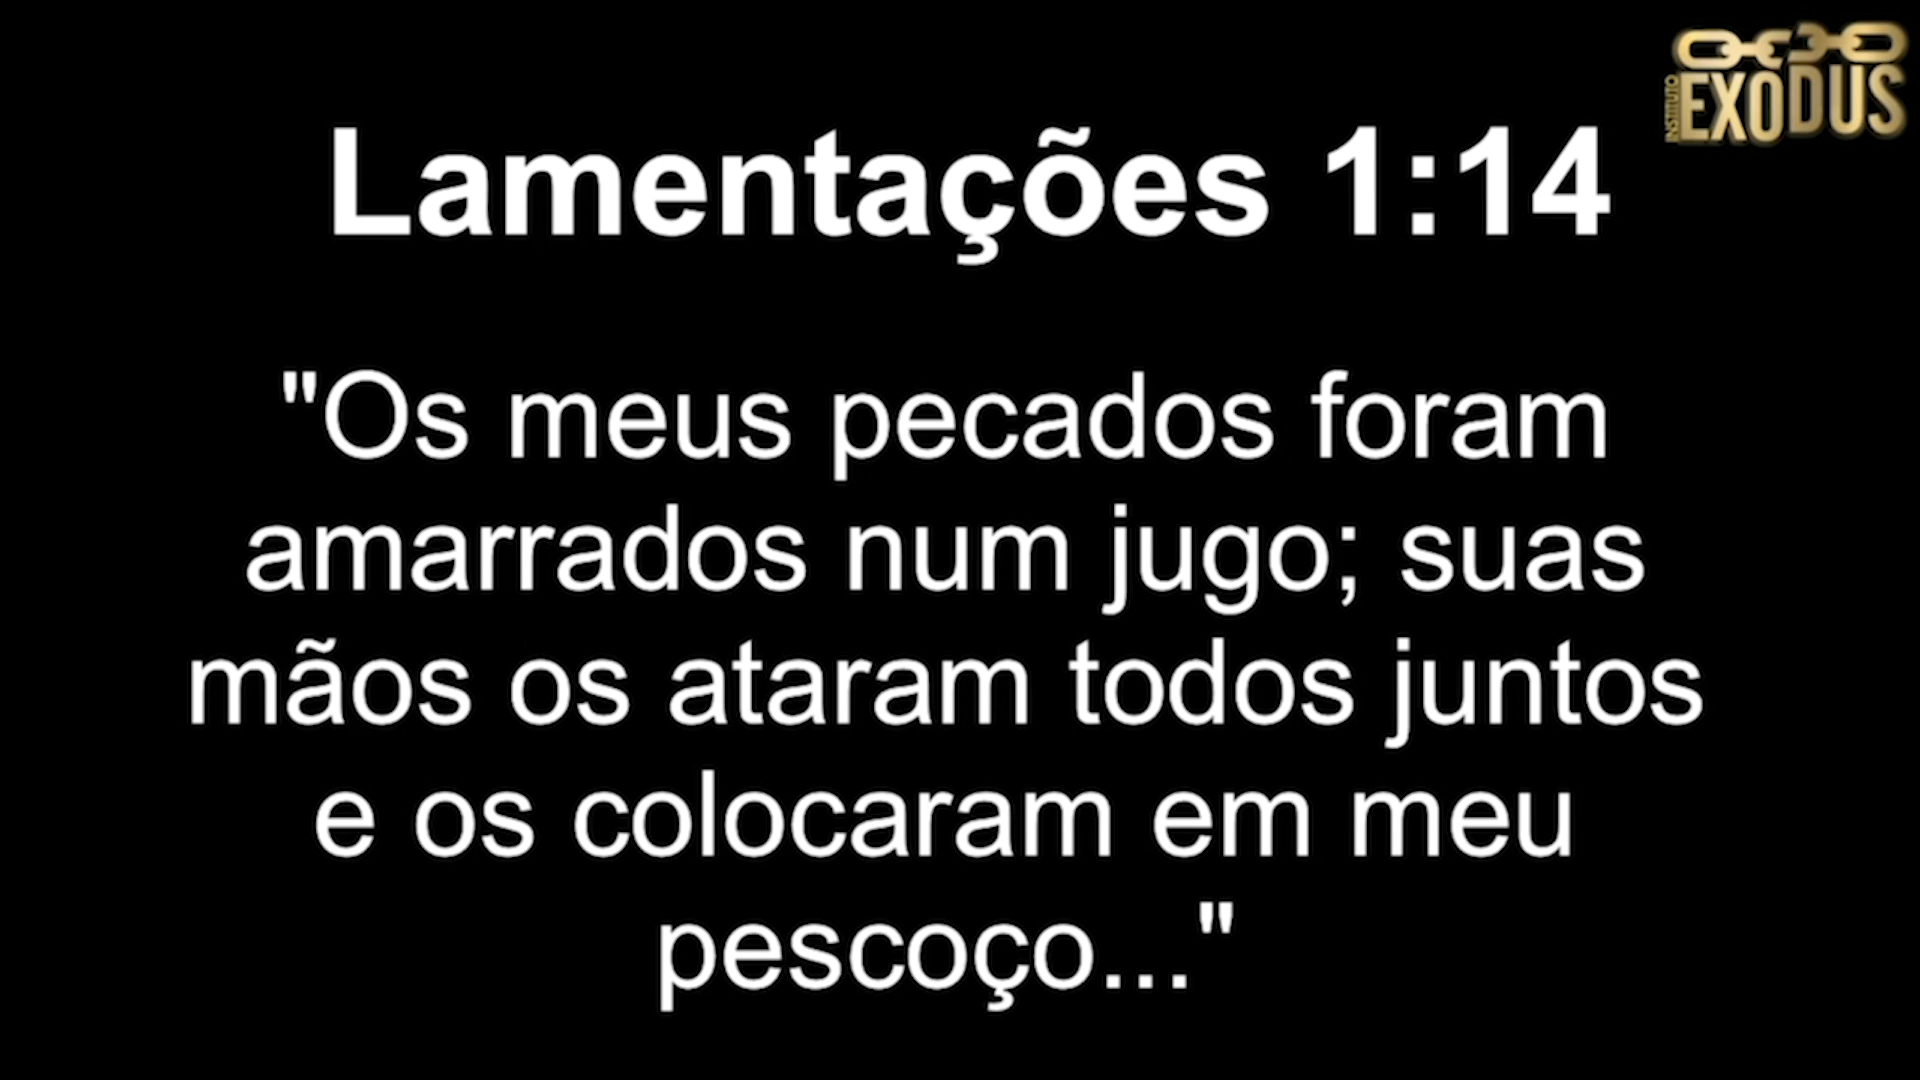 INSTITUTO
EXODUS
Lamentações 1:14
"Os meus pecados foram
amarrados num jugo; suas
mãos os ataram todos juntos
e os colocaram em meu
pescoço..."